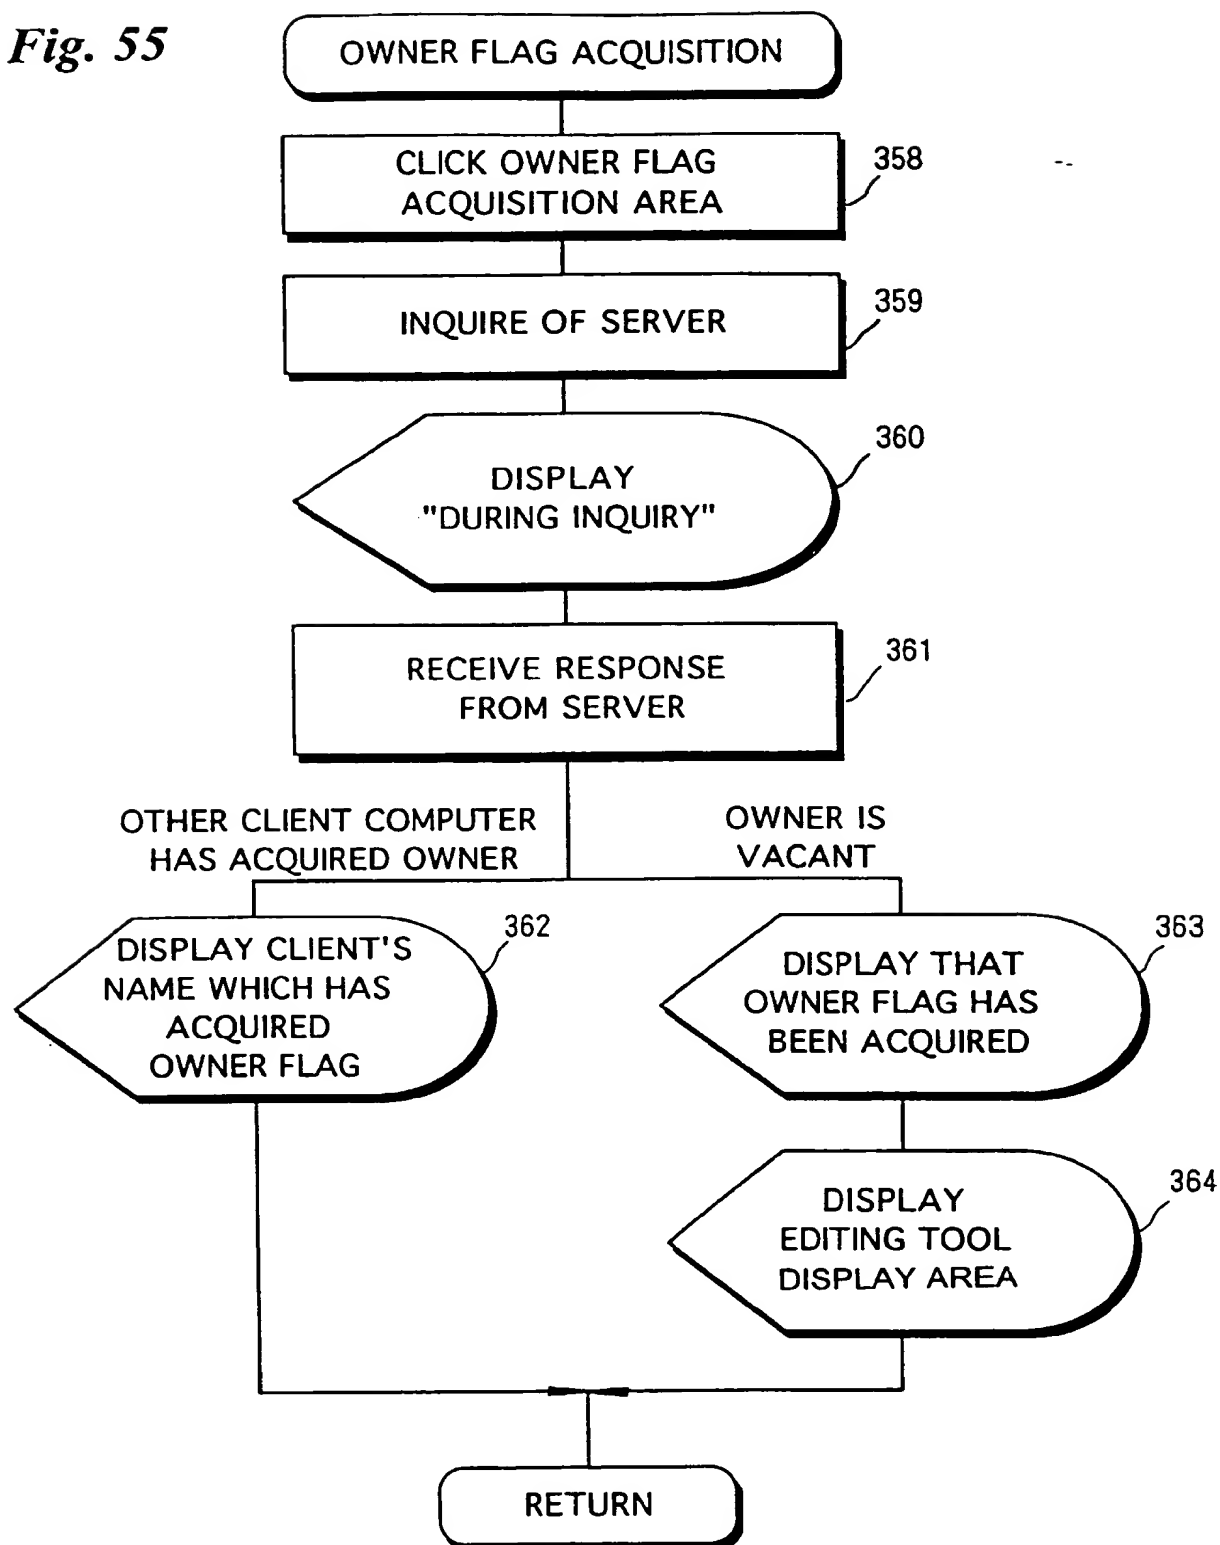 Fig. 55
OWNER FLAG ACQUISITION
CLICK OWNER FLAG
ACQUISITION AREA
358
INQUIRE OF SERVER
359
DISPLAY
"DURING INQUIRY"
360
RECEIVE RESPONSE
FROM SERVER
361
OTHER CLIENT COMPUTER
HAS ACQUIRED OWNER
OWNER IS
VACANT
DISPLAY CLIENT'S
NAME WHICH HAS
ACQUIRED
OWNER FLAG
362
DISPLAY THAT
OWNER FLAG HAS
BEEN ACQUIRED
363
DISPLAY
EDITING TOOL
DISPLAY AREA
364
RETURN